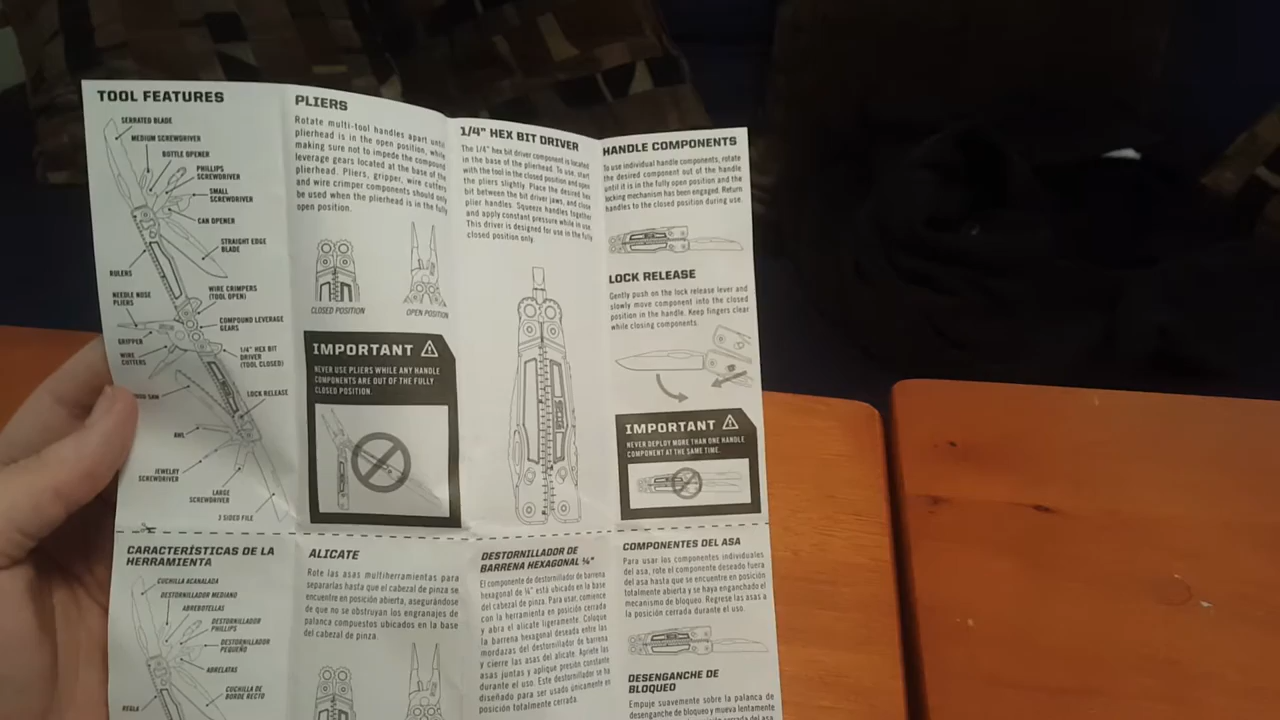 TOOL FEATURES
SERRATED BLADE
MEDIUM SCREWDRIVER
BOTTLE OPENER
PHILLIPS
SCREWDRIVER
SMALL
SCREWDRIVER
CAN OPENER
STRAIGHT EDGE
BLADE
RULERS
WIRE CRIMPERS
(TOOL OPEN)
NEEDLE NOSE
PLIERS
COMPOUND LEVERAGE
GEARS
GRIPPER
WIRE
CUTTERS
1/4" HEX BIT
DRIVER
(TOOL CLOSED)
SAW
LOCK RELEASE
AWL
JEWELRY
SCREWDRIVER
LARGE
SCREWDRIVER
3 SIDED FILE
PLIERS
Rotate multi-tool handles apart until
plierhead is in the open position, while
making sure not to impede the compound
leverage gears located at the base of the
plierhead. Pliers, gripper, wire cutters
and wire crimper components should only
be used when the plierhead is in the fully
open position.
CLOSED POSITION
OPEN POSITION
IMPORTANT
NEVER USE PLIERS WHILE ANY HANDLE
COMPONENTS ARE OUT OF THE FULLY
CLOSED POSITION.
1/4" HEX BIT DRIVER
The 1/4" hex bit driver component is located
in the base of the plierhead. To use, start
with the tool in the closed position and open
the pliers slightly. Place the desired hex
bit between the bit driver jaws, and close
plier handles. Squeeze handles together
and apply constant pressure while in use.
This driver is designed for use in the fully
closed position only.
HANDLE COMPONENTS
To use individual handle components, rotate
the desired component out of the handle
until it is in the fully open position and the
locking mechanism has been engaged. Return
handles to the closed position during use.
LOCK RELEASE
Gently push on the lock release lever and
slowly move component into the closed
position in the handle. Keep fingers clear
while closing components.
IMPORTANT
NEVER DEPLOY MORE THAN ONE HANDLE
COMPONENT AT THE SAME TIME.
CARACTERÍSTICAS DE LA
HERRAMIENTA
CUCHILLA ACANALADA
DESTORNILLADOR MEDIANO
ABREBOTELLAS
DESTORNILLADOR
PHILLIPS
DESTORNILLADOR
PEQUEÑO
ABRELATAS
CUCHILLA DE
BORDE RECTO
REGLA
ALICATE
Rote las asas multiherramientas para
separarlas hasta que el cabezal de pinza se
encuentre en posición abierta, asegurándose
de que no se obstruyan los engranajes de
palanca compuestos ubicados en la base
del cabezal de pinza.
DESTORNILLADOR DE
BARRENA HEXAGONAL ¼"
El componente de destornillador de barrena
hexagonal de ¼" está ubicado en la base
del cabezal de pinza. Para usar, comience
con la herramienta en posición cerrada
y abra el alicate ligeramente. Coloque
la barrena hexagonal deseada entre las
mordazas del destornillador de barrena
y cierre las asas del alicate. Apriete las
asas juntas y aplique presión constante
durante el uso. Este destornillador se ha
diseñado para ser usado únicamente en
posición totalmente cerrada.
COMPONENTES DEL ASA
Para usar los componentes individuales
del asa, rote el componente deseado fuera
del asa hasta que se encuentre en posición
totalmente abierta y se haya enganchado el
mecanismo de bloqueo. Regrese las asas a
la posición cerrada durante el uso.
DESENGANCHE DE
BLOQUEO
Empuje suavemente sobre la palanca de
desenganche de bloqueo y mueva lentamente
cerrada del asa